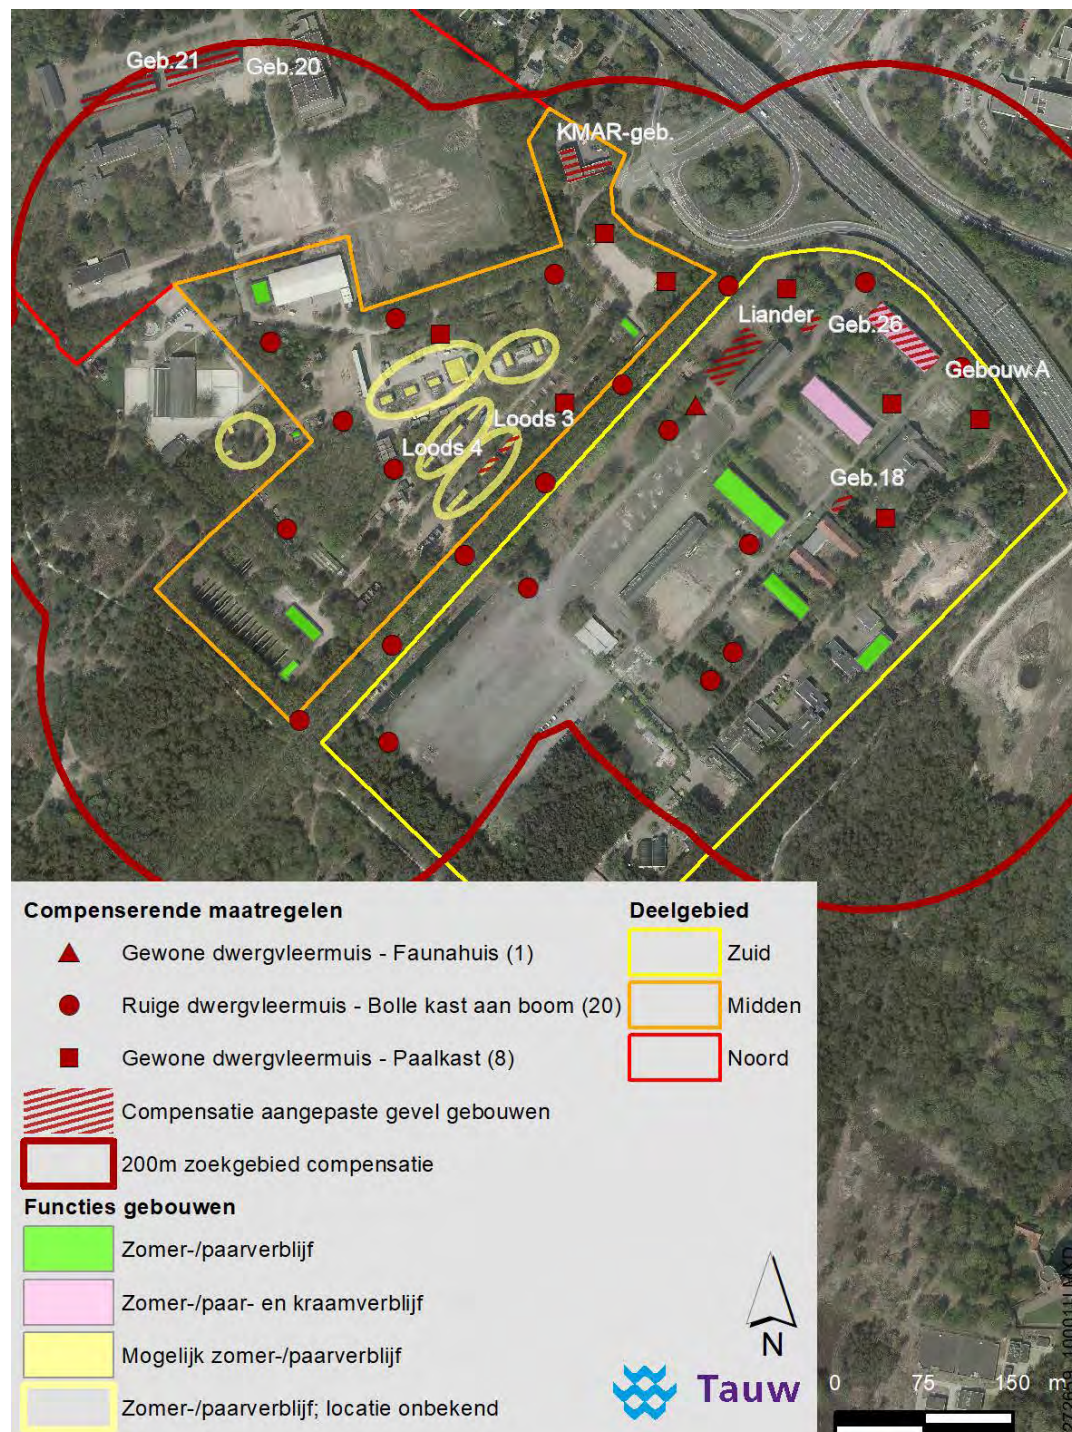 Geb.21
Geb.20
KMAR-geb.
Liander
Geb.26
Gebouw A
Loods 3
Loods 4
Geb.18
Compenserende maatregelen
Gewone dwergvleermuis - Faunahuis (1)
Ruige dwergvleermuis - Bolle kast aan boom (20)
Gewone dwergvleermuis - Paalkast (8)
Compensatie aangepaste gevel gebouwen
200m zoekgebied compensatie
Functies gebouwen
Zomer-/paarverblijf
Zomer-/paar- en kraamverblijf
Mogelijk zomer-/paarverblijf
Zomer-/paarverblijf; locatie onbekend
Deelgebied
Zuid
Midden
Noord
N
Tauw
0 75 150 m